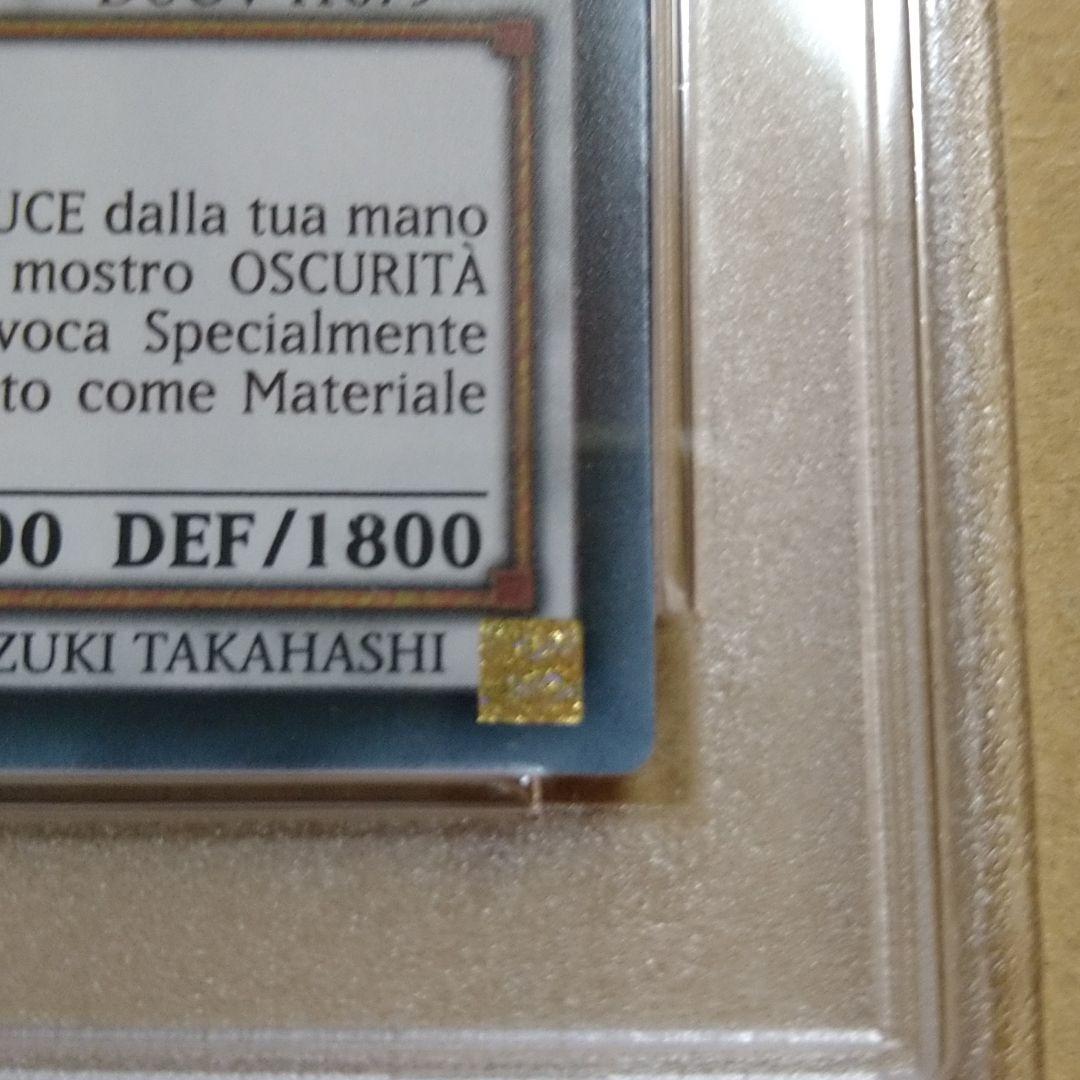 UCE dalla tua mano
mostro OSCURITÀ
voca Specialmente
to come Materiale
00 DEF/1800
ZUKI TAKAHASHI